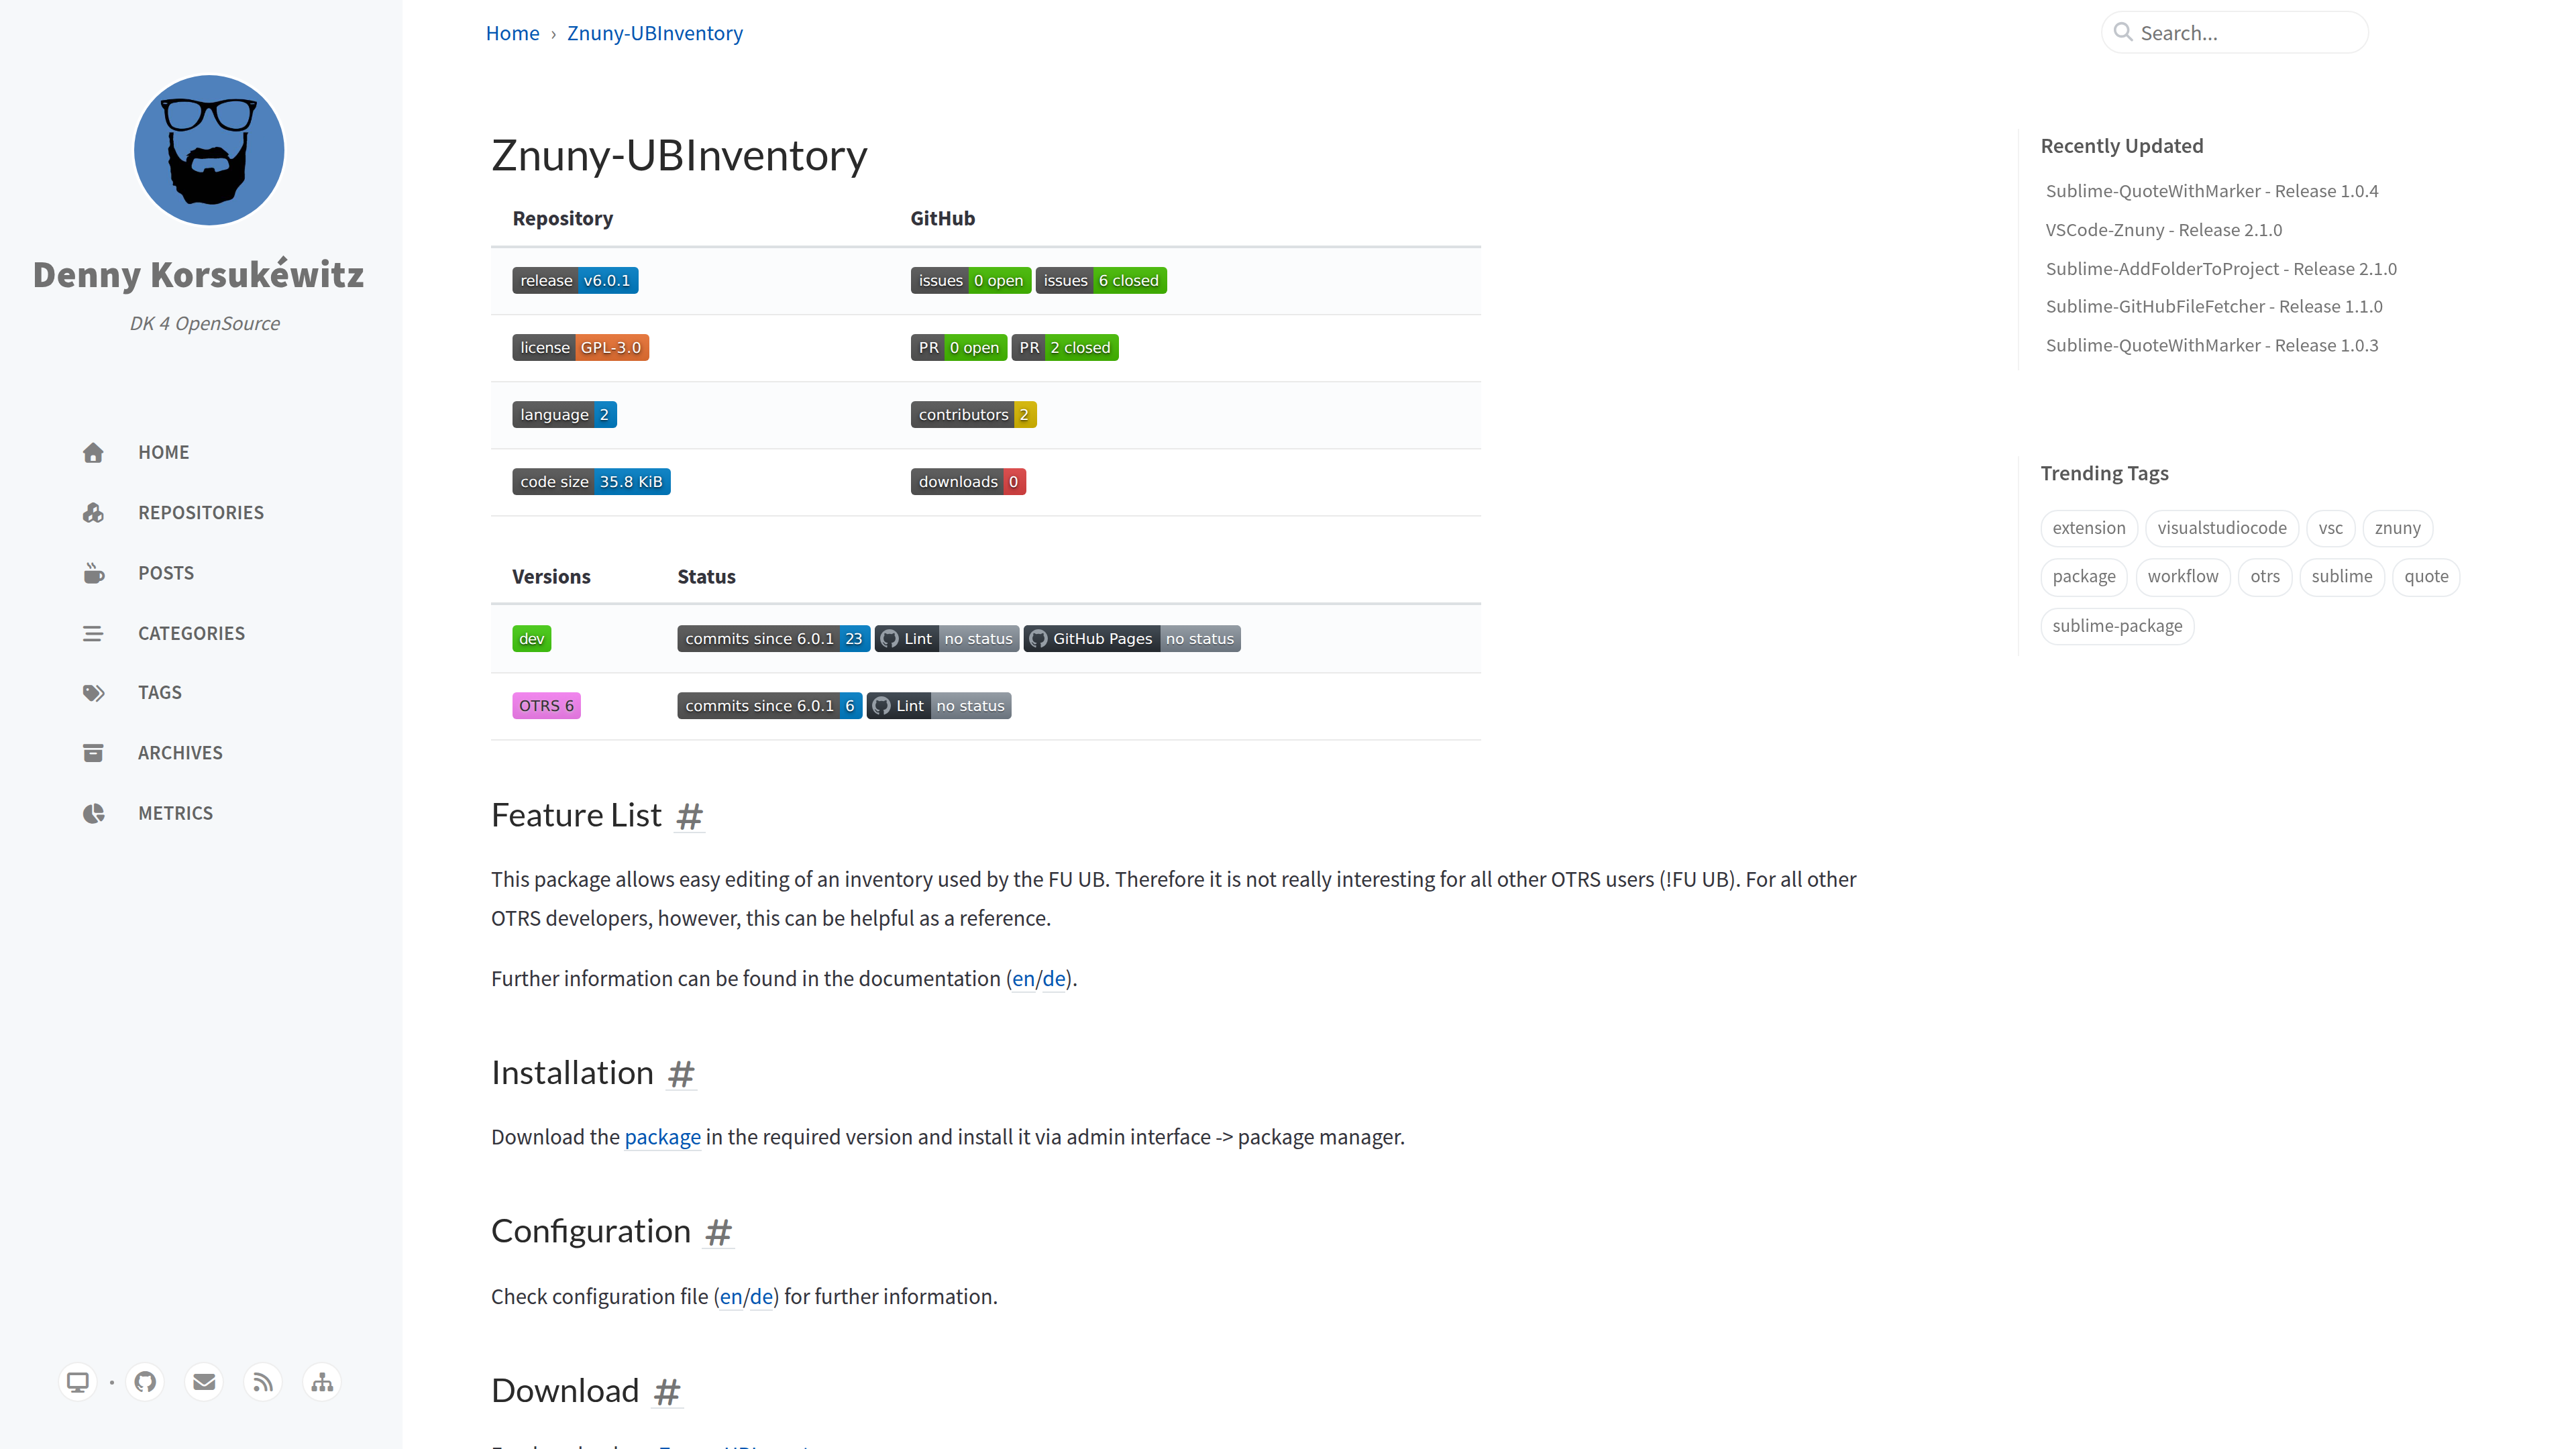 Denny Korsukéwitz
DK 4 OpenSource
HOME
REPOSITORIES
POSTS
CATEGORIES
TAGS
ARCHIVES
METRICS
Home › Znuny-UBInventory
Search...
Znuny-UBInventory
Repository GitHub
release v6.0.1 issues 0 open issues 6 closed
license GPL-3.0 PR 0 open PR 2 closed
language 2 contributors 2
code size 35.8 KiB downloads 0
Versions Status
dev commits since 6.0.1 23 Lint no status GitHub Pages no status
OTRS 6 commits since 6.0.1 6 Lint no status
Feature List #
This package allows easy editing of an inventory used by the FU UB. Therefore it is not really interesting for all other OTRS users (!FU UB). For all other
OTRS developers, however, this can be helpful as a reference.
Further information can be found in the documentation (en/de).
Installation #
Download the package in the required version and install it via admin interface -> package manager.
Configuration #
Check configuration file (en/de) for further information.
Download #
Recently Updated
Sublime-QuoteWithMarker - Release 1.0.4
VSCode-Znuny - Release 2.1.0
Sublime-AddFolderToProject - Release 2.1.0
Sublime-GitHubFileFetcher - Release 1.1.0
Sublime-QuoteWithMarker - Release 1.0.3
Trending Tags
extension visualstudiocode vsc znuny
package workflow otrs sublime quote
sublime-package